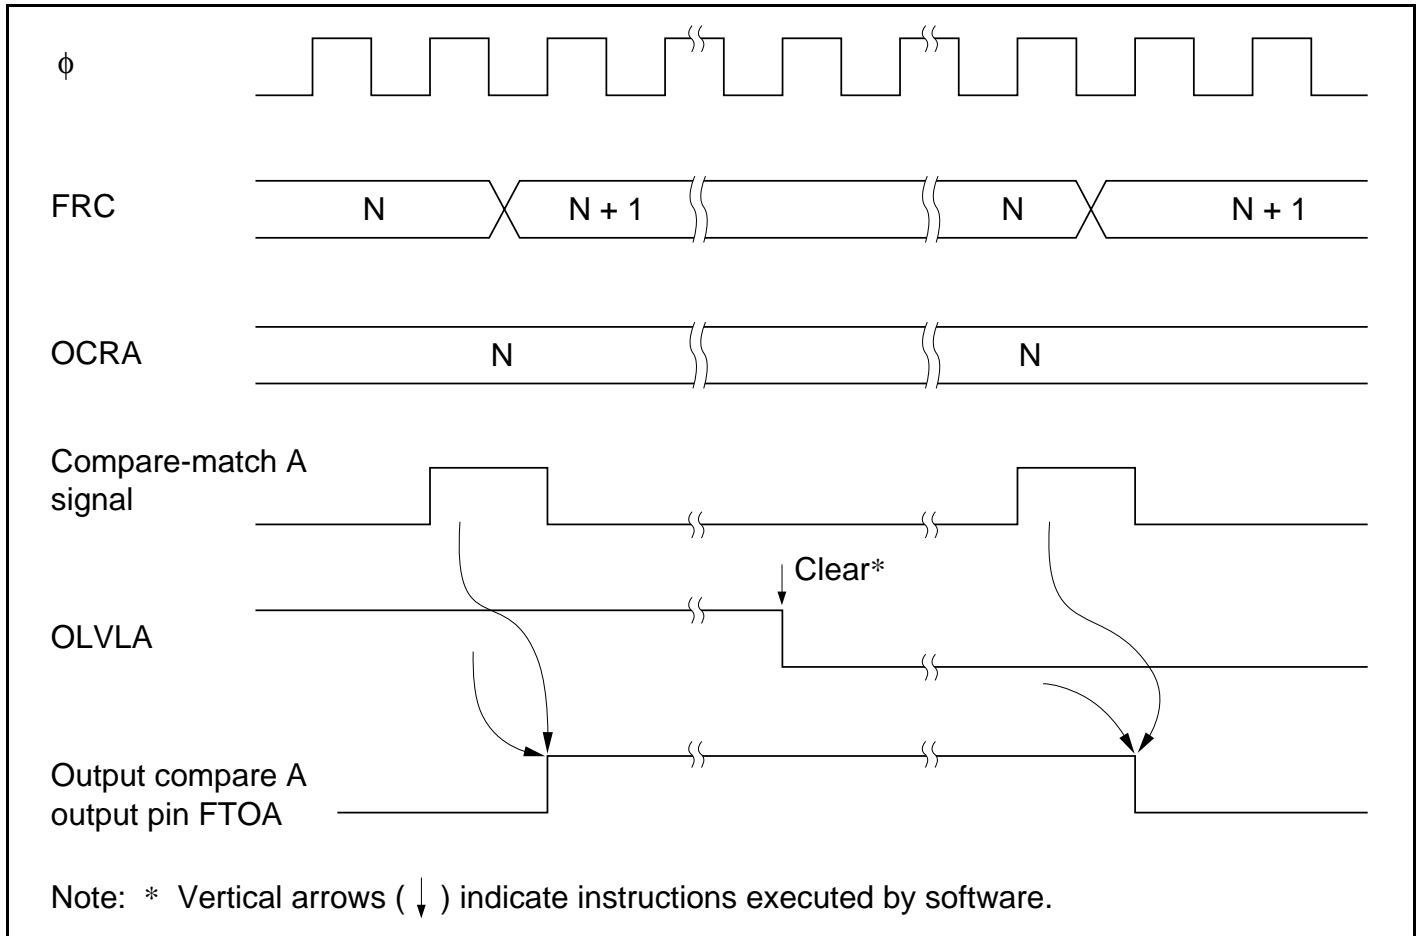 ϕ
FRC N N + 1 N N + 1
OCRA N N
Compare-match A
signal
Clear*
OLVLA
Output compare A
output pin FTOA
Note: * Vertical arrows ( ↓ ) indicate instructions executed by software.